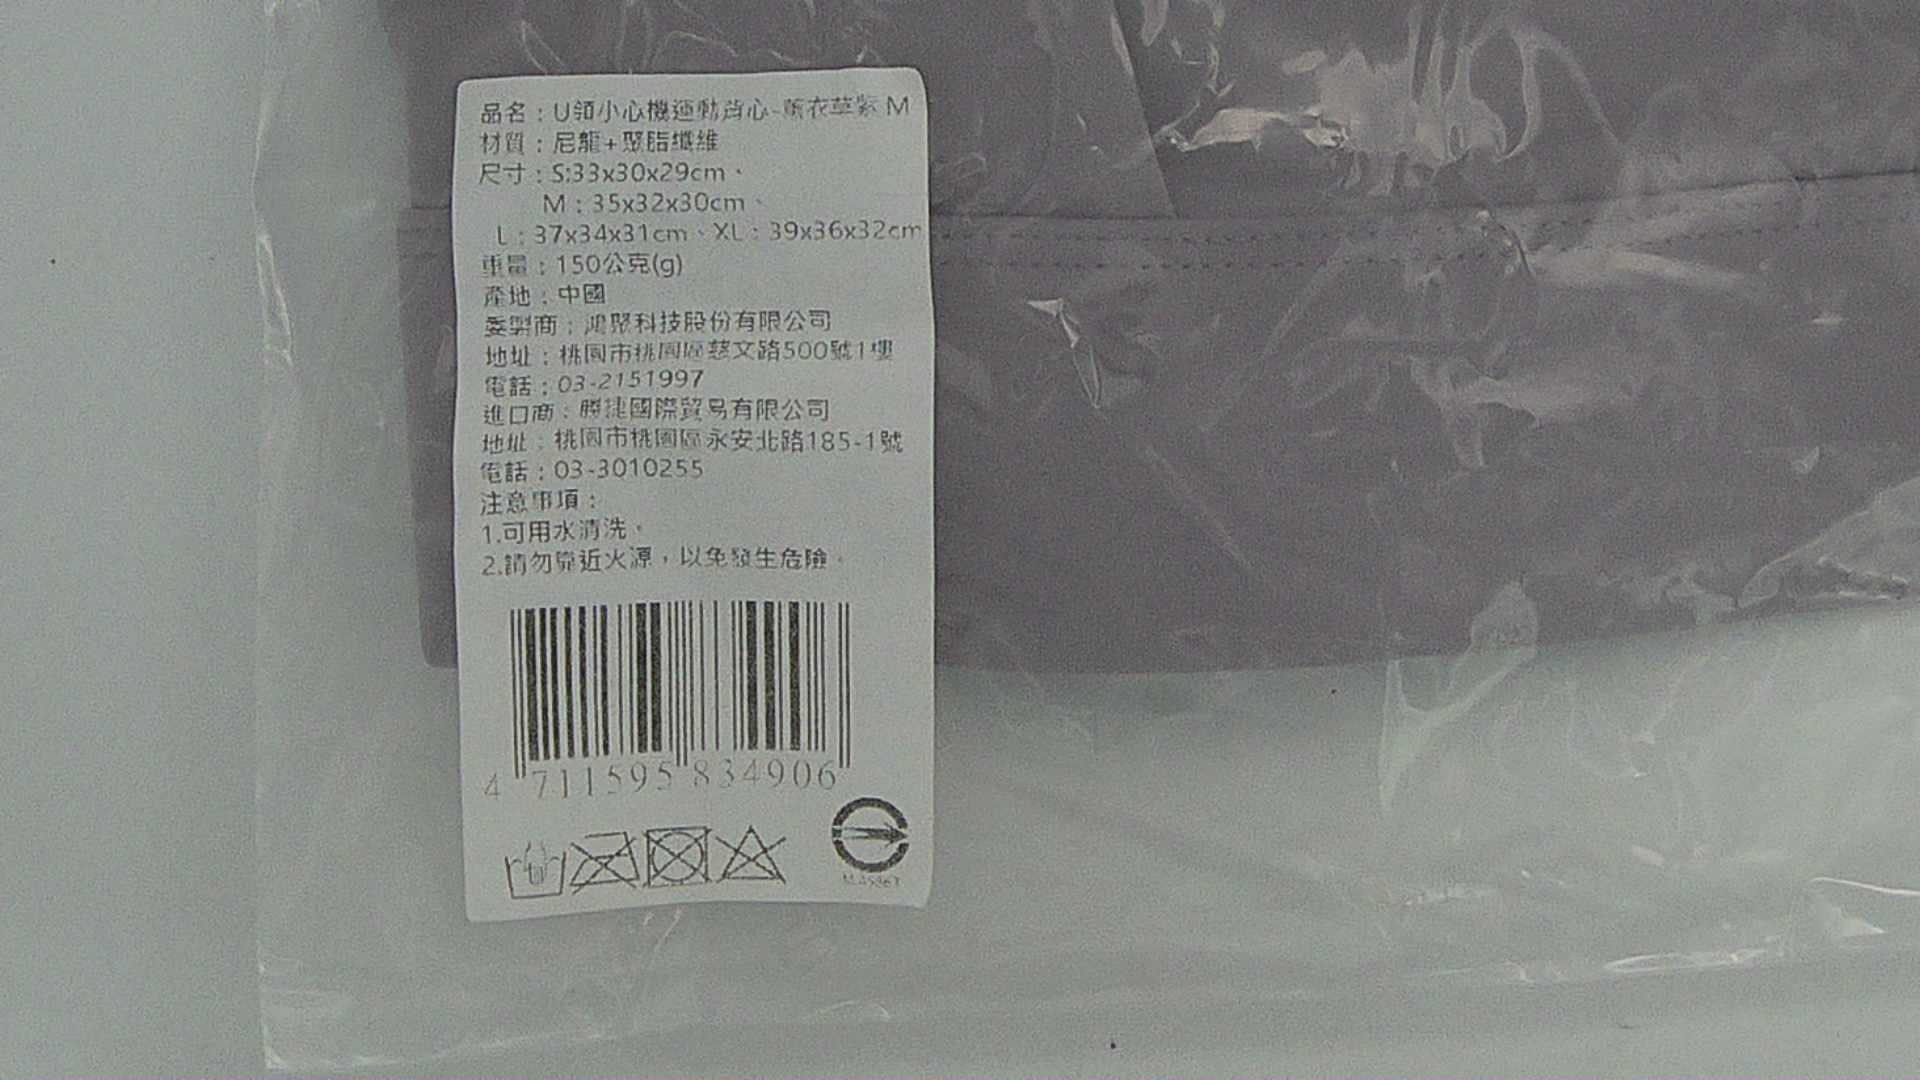 品名：U領小心機運動背心-薰衣草紫 M
材質：尼龍+聚脂纖維
尺寸：S:33x30x29cm、
M：35x32x30cm、
L：37x34x31cm、XL：39x36x32cm
重量：150公克(g)
產地：中國
委製商：鴻聚科技股份有限公司
地址：桃園市桃園區藝文路500號1樓
電話：03-2151997
進口商：勝捷國際貿易有限公司
地址：桃園市桃園區永安北路185-1號
電話：03-3010255
注意事項：
1.可用水清洗。
2.請勿靠近火源，以免發生危險。
4 711595 834906